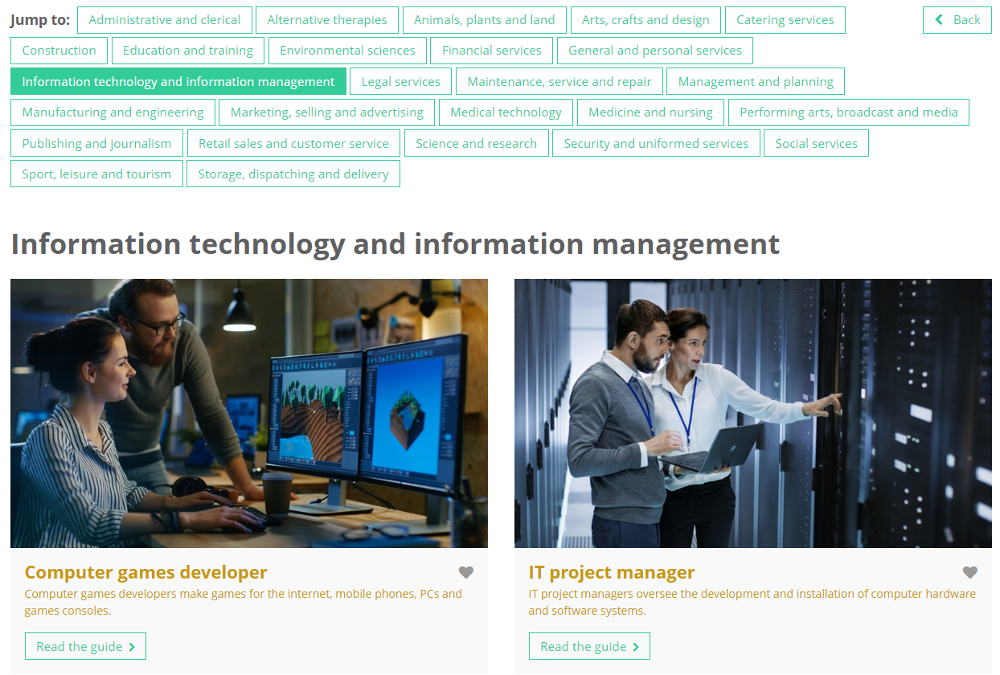 Jump to: Administrative and clerical Alternative therapies Animals, plants and land Arts, crafts and design Catering services Back
Construction Education and training Environmental sciences Financial services General and personal services
Information technology and information management Legal services Maintenance, service and repair Management and planning
Manufacturing and engineering Marketing, selling and advertising Medical technology Medicine and nursing Performing arts, broadcast and media
Publishing and journalism Retail sales and customer service Science and research Security and uniformed services Social services
Sport, leisure and tourism Storage, dispatching and delivery
Information technology and information management
Computer games developer
Computer games developers make games for the internet, mobile phones, PCs and
games consoles.
Read the guide
IT project manager
IT project managers oversee the development and installation of computer hardware
and software systems.
Read the guide